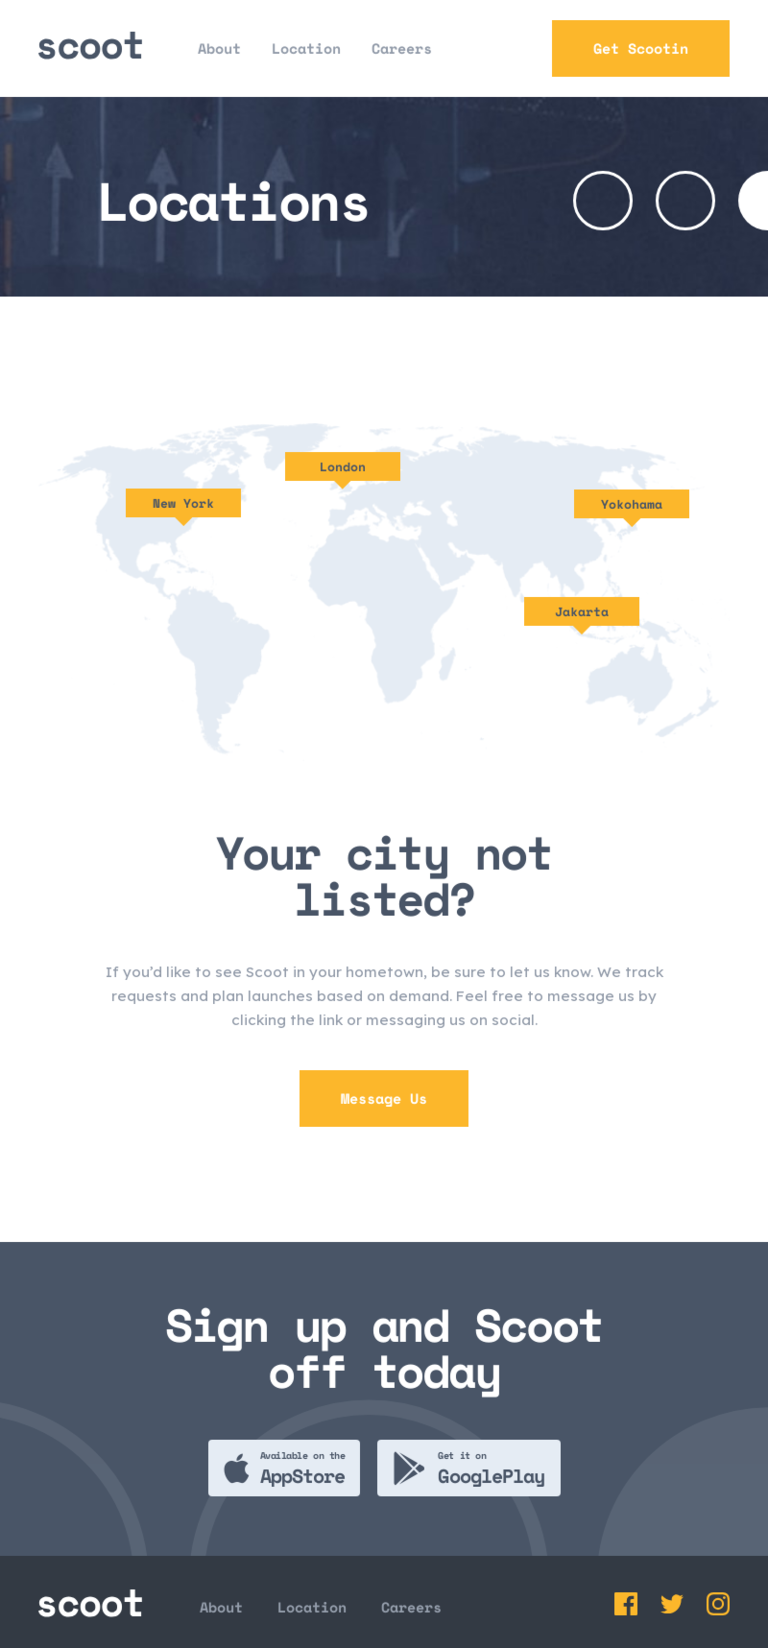 scoot
About
Location
Careers
Get Scootin
Locations
London
New York
Yokohama
Jakarta
Your city not
listed?
If you’d like to see Scoot in your hometown, be sure to let us know. We track
requests and plan launches based on demand. Feel free to message us by
clicking the link or messaging us on social.
Message Us
Sign up and Scoot
off today
Available on the
AppStore
Get it on
GooglePlay
scoot
About
Location
Careers